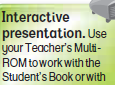 Interactive
presentation. Use
your Teacher's Multi-
ROM to work with the
Student's Book or with